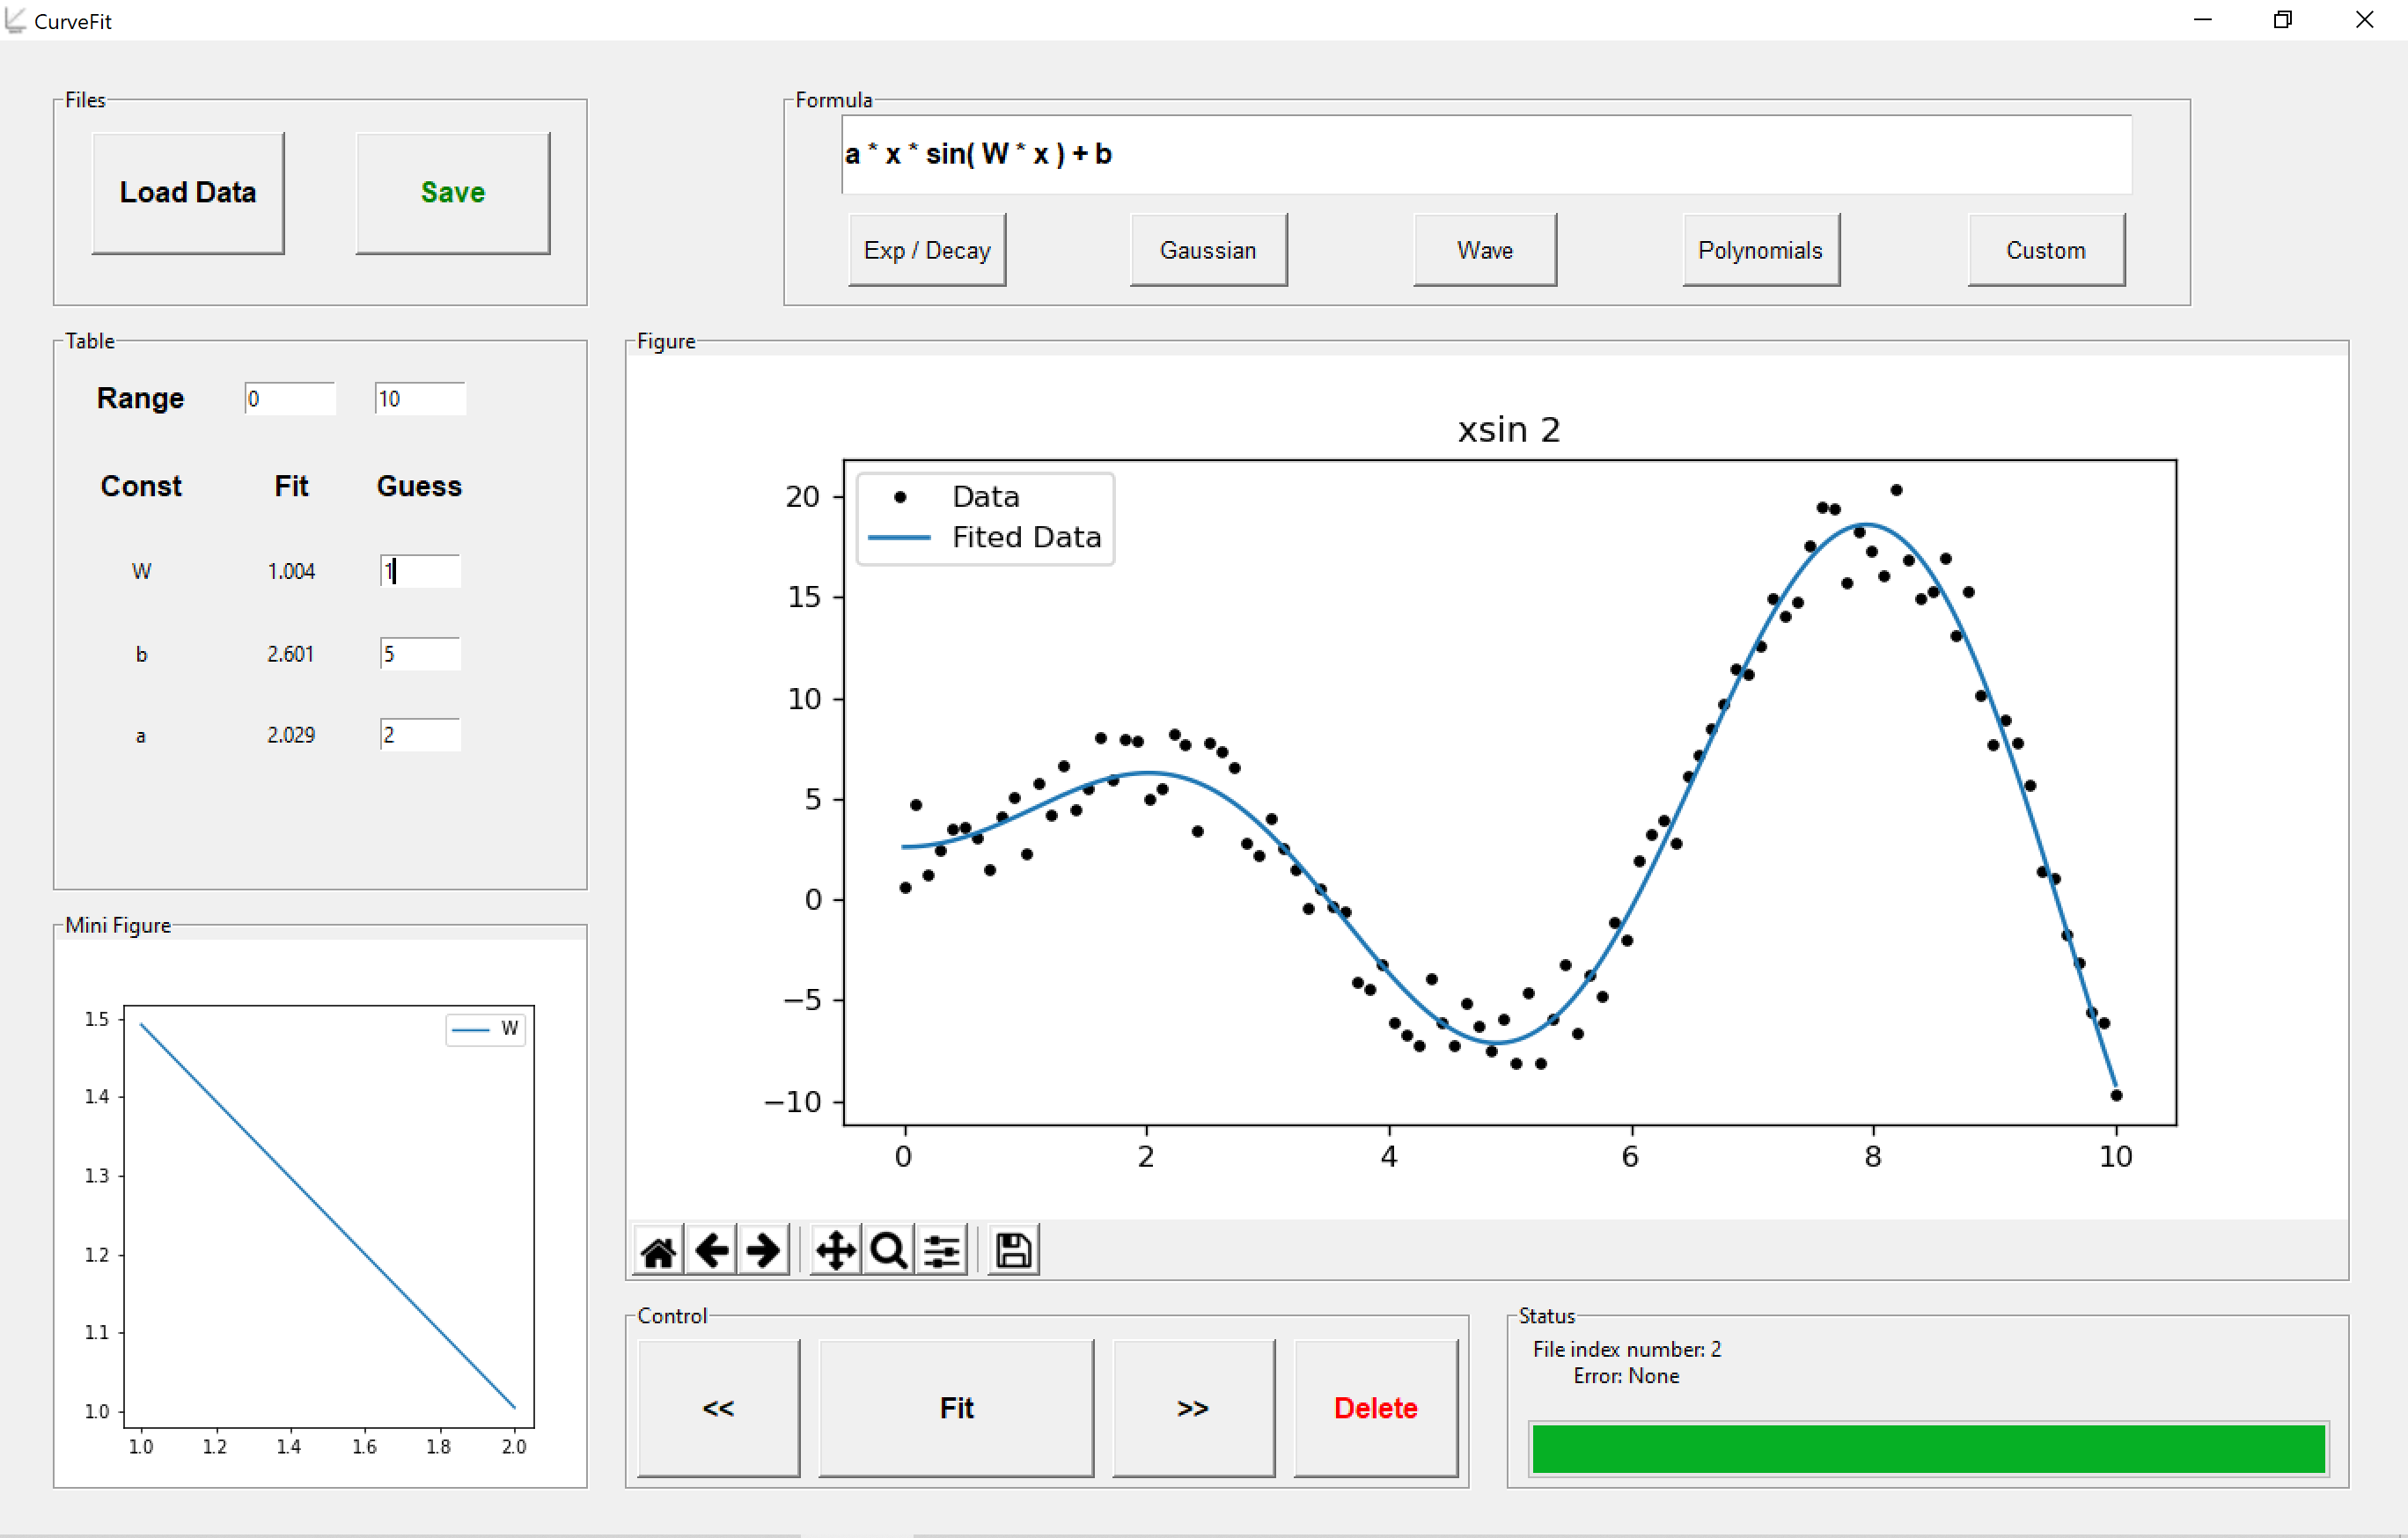 CurveFit
Files
Load Data
Save
Formula
a * x * sin( W * x ) + b
Exp / Decay
Gaussian
Wave
Polynomials
Custom
Table
Range
0
10
Const
Fit
Guess
W
1.004
1
b
2.601
5
a
2.029
2
Mini Figure
W
1.5
1.4
1.3
1.2
1.1
1.0
1.0
1.2
1.4
1.6
1.8
2.0
Figure
xsin 2
Data
Fited Data
20
15
10
5
0
−5
−10
0
2
4
6
8
10
Control
<<
Fit
>>
Delete
Status
File index number: 2
Error: None